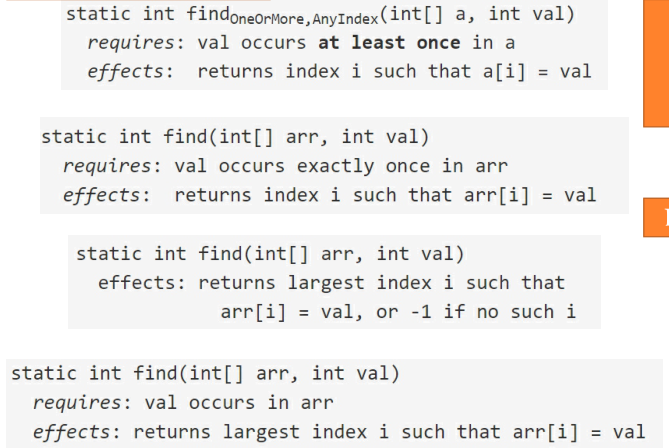 static int findOneOrMore,AnyIndex(int[] a, int val)
requires: val occurs at least once in a
effects: returns index i such that a[i] = val
static int find(int[] arr, int val)
requires: val occurs exactly once in arr
effects: returns index i such that arr[i] = val
static int find(int[] arr, int val)
effects: returns largest index i such that
arr[i] = val, or -1 if no such i
static int find(int[] arr, int val)
requires: val occurs in arr
effects: returns largest index i such that arr[i] = val